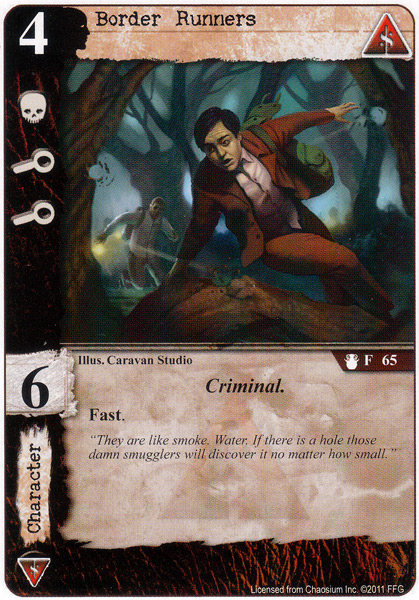 4
Border Runners
Illus. Caravan Studio
F 65
6
Criminal.
Fast.
“They are like smoke. Water. If there is a hole those
damn smugglers will discover it no matter how small.”
Character
Licensed from Chaosium Inc. ©2011 FFG